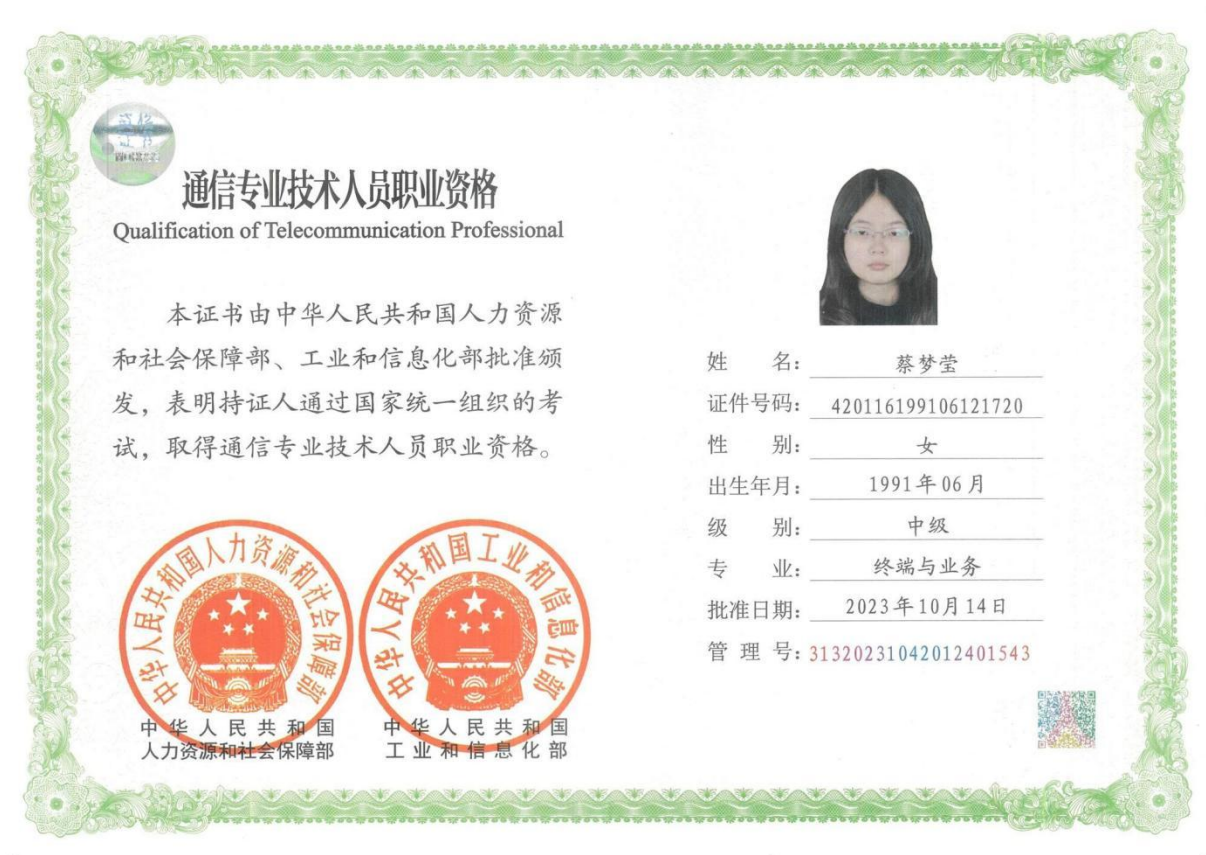 通信专业技术人员职业资格
Qualification of Telecommunication Professional
本证书由中华人民共和国人力资源
和社会保障部、工业和信息化部批准颁
发，表明持证人通过国家统一组织的考
试，取得通信专业技术人员职业资格。
中华人民共和国人力资源和社会保障部
中华人民共和国工业和信息化部
中华人民共和国
人力资源和社会保障部
中华人民共和国
工业和信息化部
姓 名： 蔡梦莹
证件号码： 420116199106121720
性 别： 女
出生年月： 1991年06月
级 别： 中级
专 业： 终端与业务
批准日期： 2023年10月14日
管 理 号： 31320231042012401543